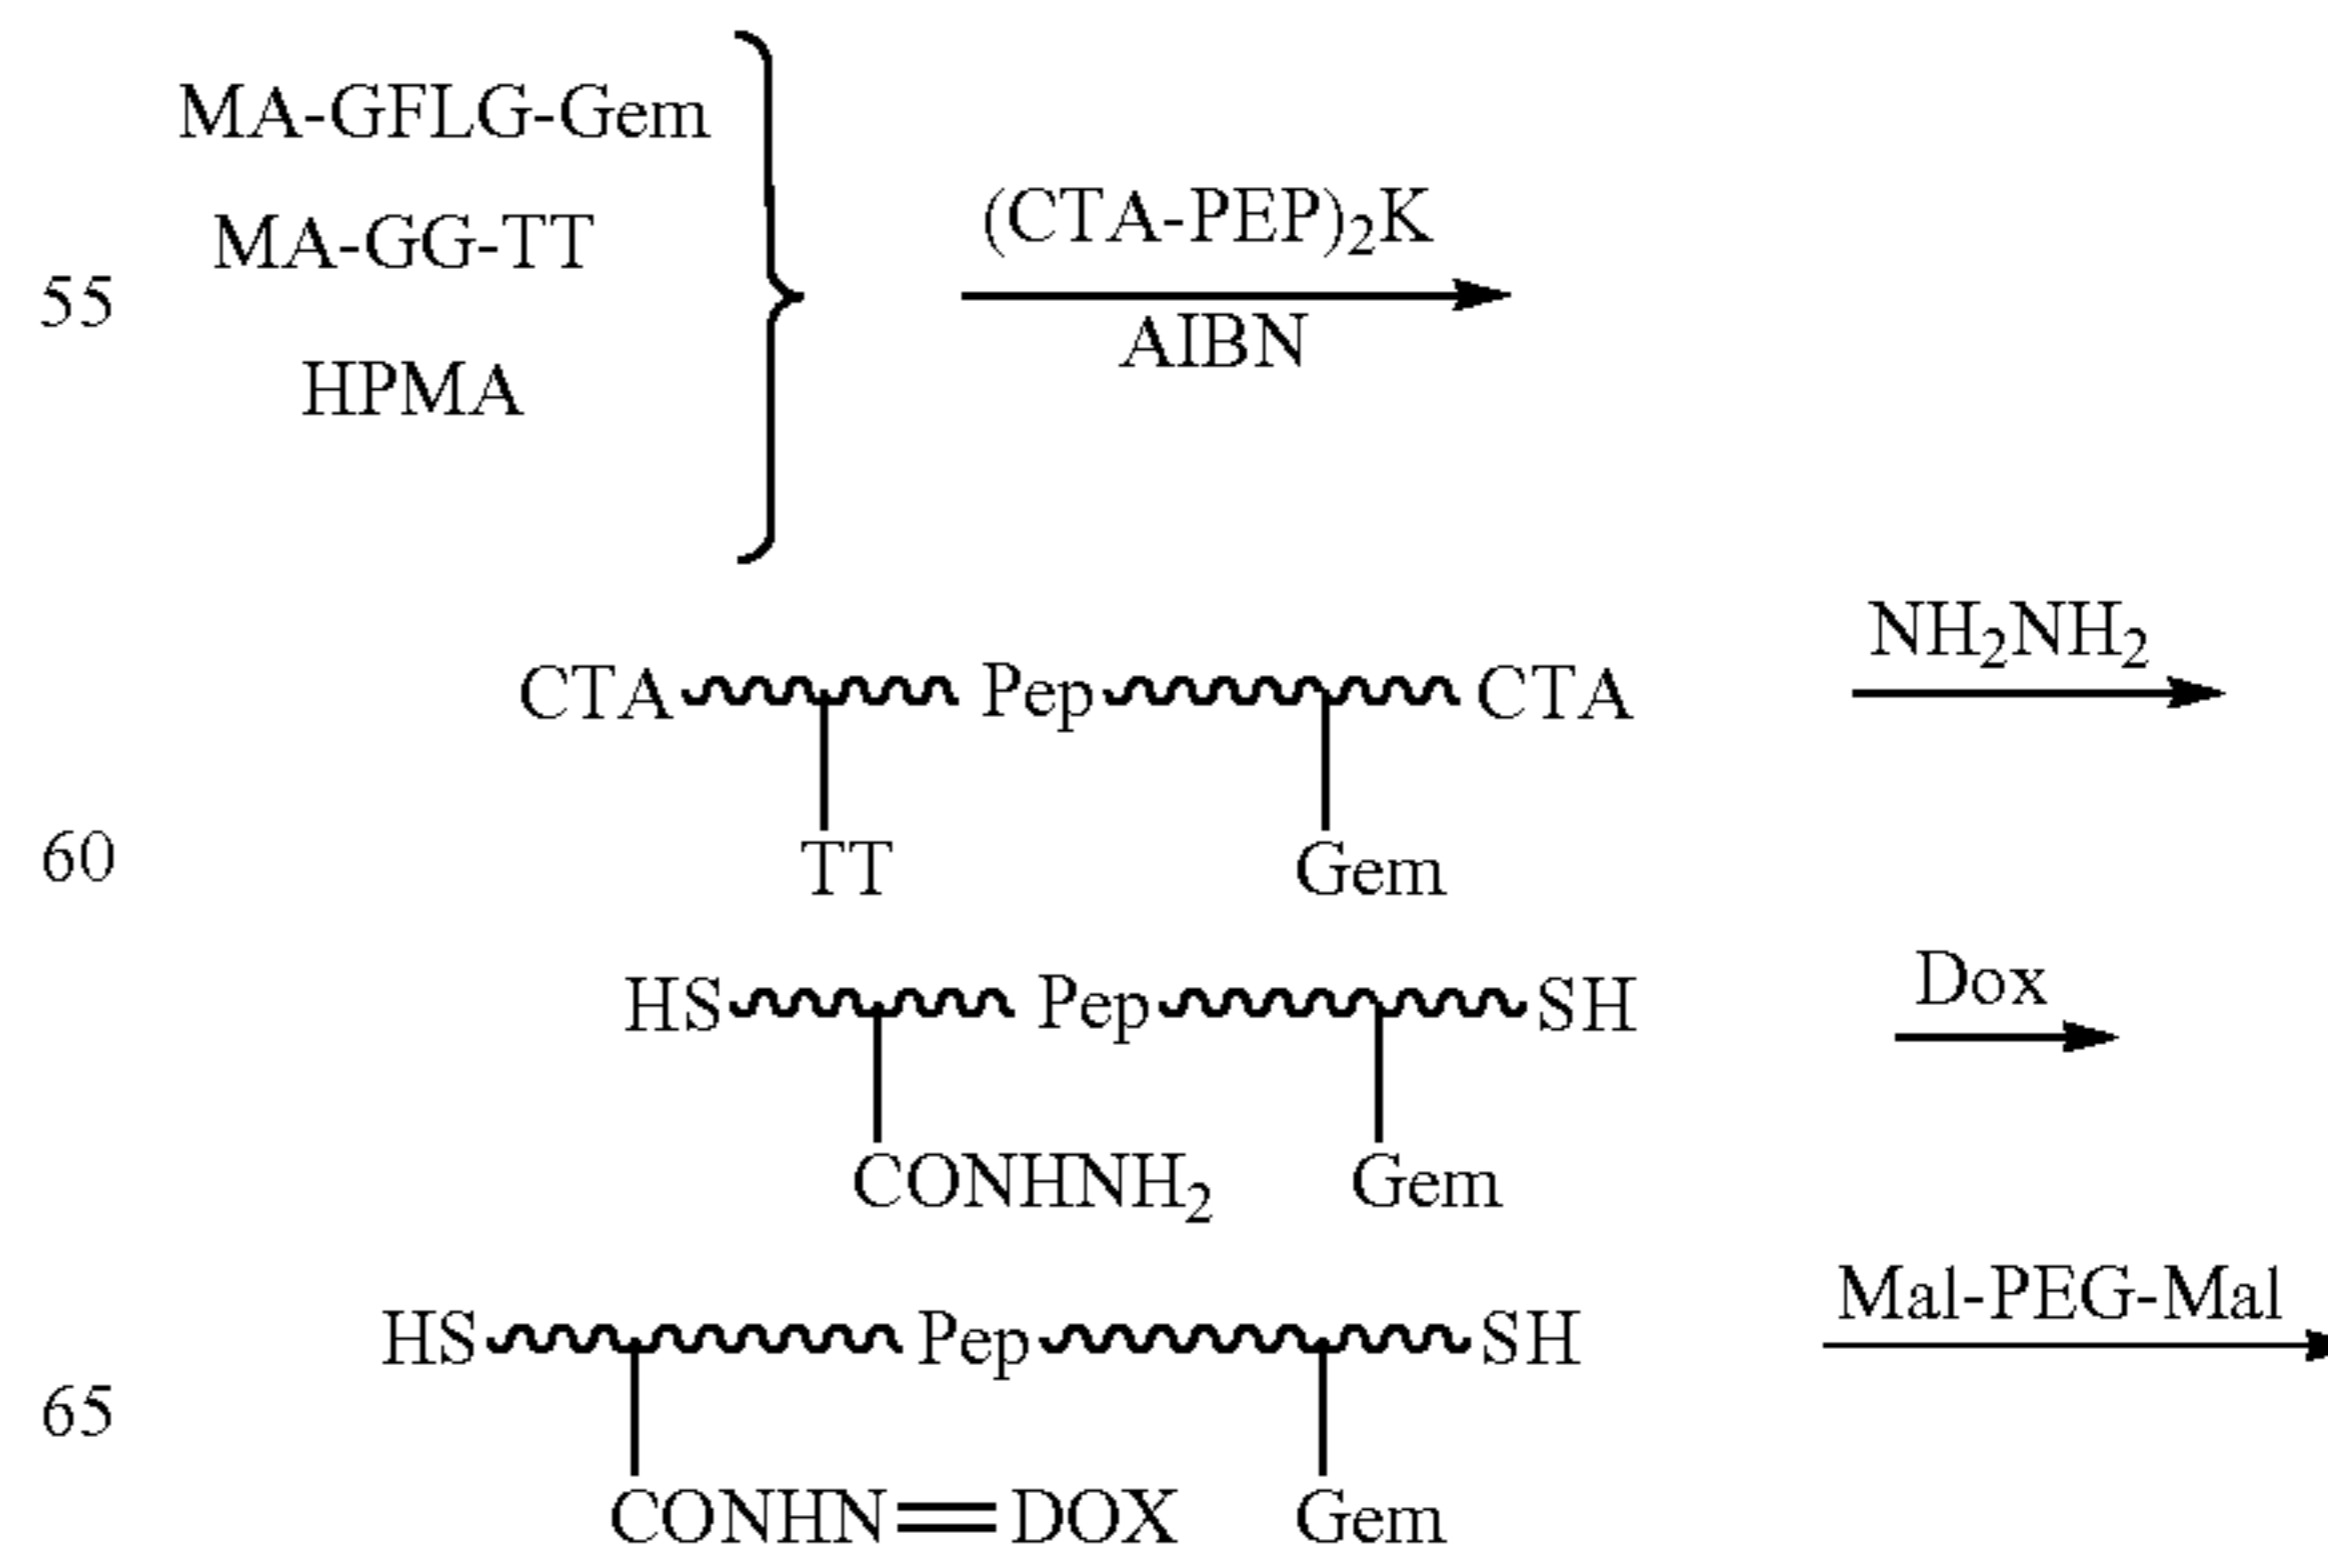 MA-GFLG-Gem
MA-GG-TT
(CTA-PEP)₂K
55
AIBN
HPMA
NH₂NH₂
CTA Pep CTA
60
TT Gem
Dox
HS Pep SH
CONHNH₂ Gem
Mal-PEG-Mal
HS Pep SH
65
CONHN=DOX Gem